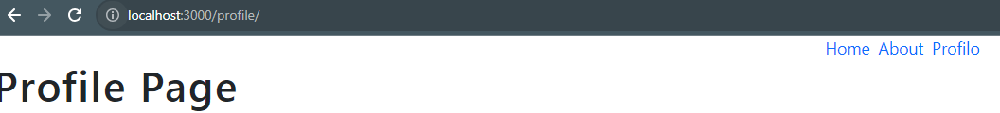 localhost:3000/profile/
Home About Profilo
Profile Page